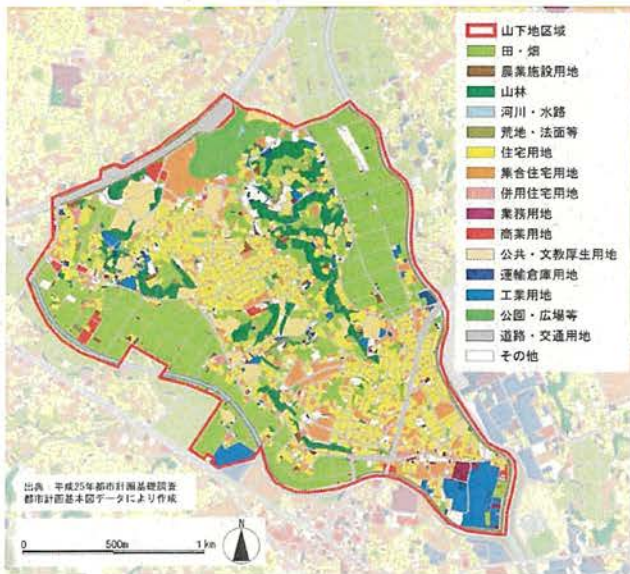 山下地区域
田・畑
農業施設用地
山林
河川・水路
荒地・法面等
住宅用地
集合住宅用地
併用住宅用地
業務用地
商業用地
公共・文教厚生用地
運輸倉庫用地
工業用地
公園・広場等
道路・交通用地
その他
出典：平成25年都市計画基礎調査
都市計画基本図データにより作成
N
0 500m 1 km